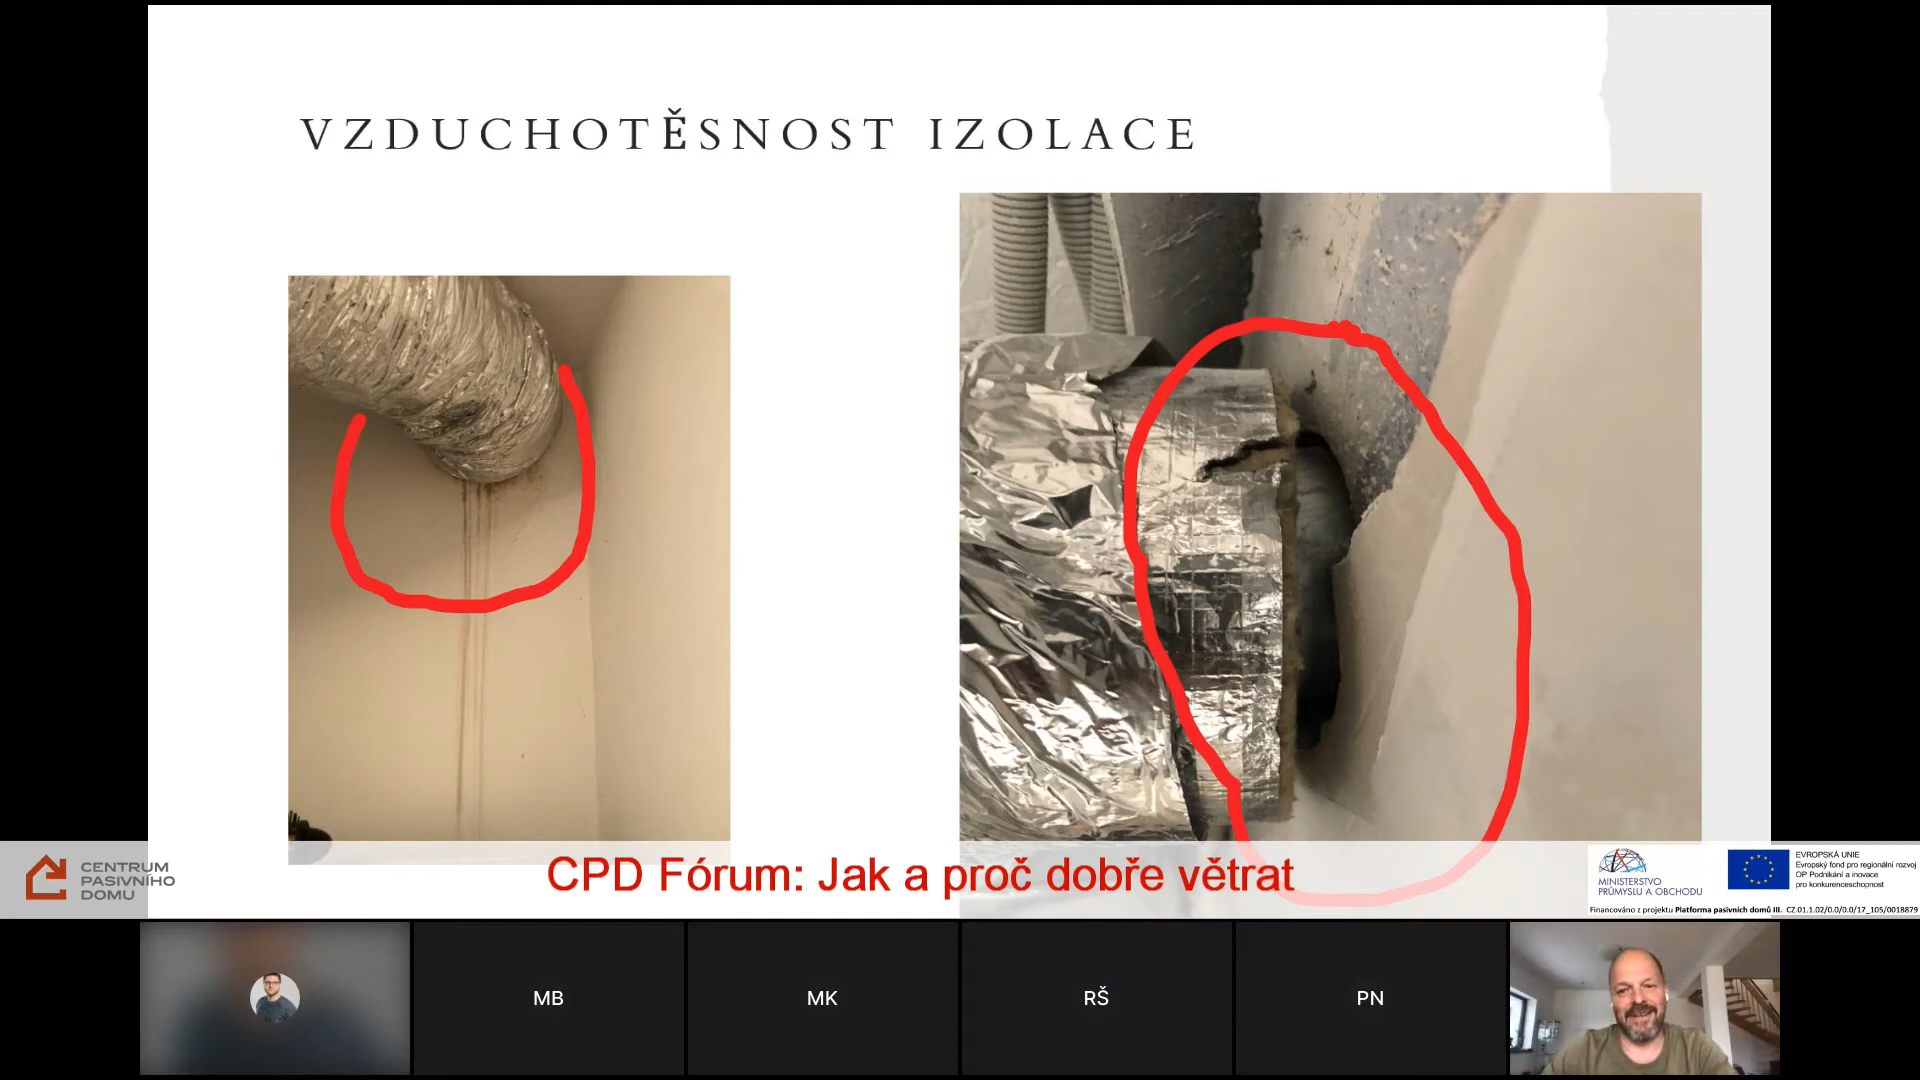 VZDUCHOTĚSNOST IZOLACE
CENTRUM
PASIVNÍHO
DOMU
CPD Fórum: Jak a proč dobře větrat
MINISTERSTVO
PRŮMYSLU A OBCHODU
EVROPSKÁ UNIE
Evropský fond pro regionální rozvoj
OP Podnikání a inovace
pro konkurenceschopnost
Financováno z projektu Platforma pasivních domů III. CZ.01.1.02/0.0/0.0/17_105/0018879
MB
MK
RŠ
PN